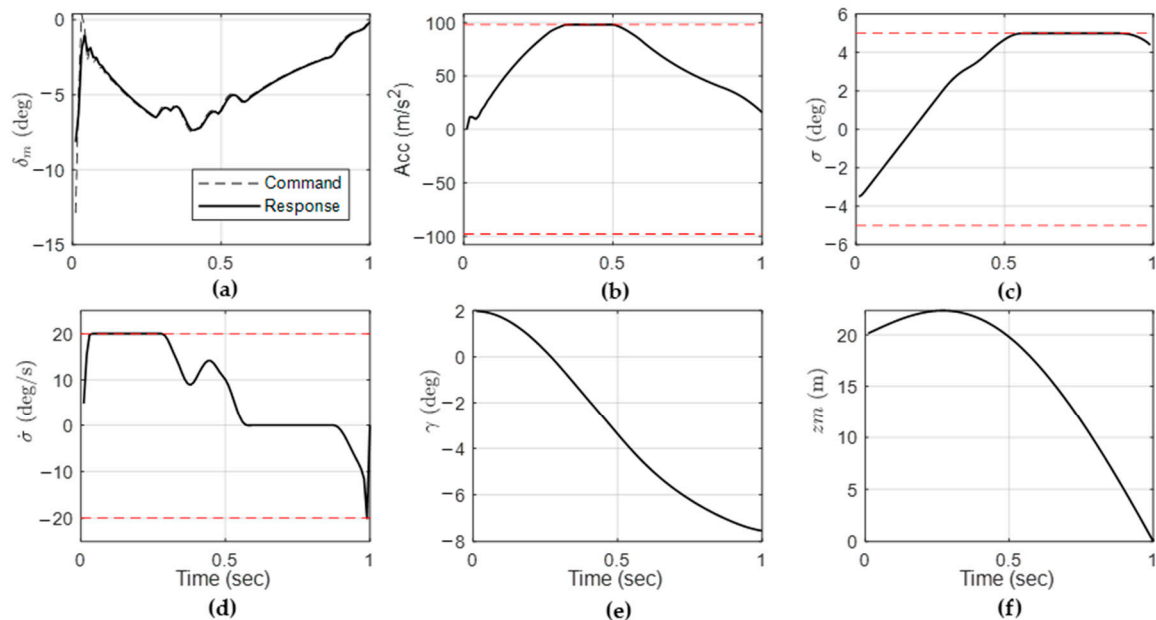 0
−5
−10
−15
δm (deg)
Command
Response
0
0.5
1
(a)
100
50
0
−50
−100
Acc (m/s²)
0
0.5
1
(b)
6
4
2
0
−2
−4
−6
σ (deg)
0
0.5
1
(c)
20
10
0
−10
−20
σ̇ (deg/s)
0
0.5
1
Time (sec)
(d)
2
0
−2
−4
−6
−8
γ (deg)
0
0.5
1
Time (sec)
(e)
20
15
10
5
0
zm (m)
0
0.5
1
Time (sec)
(f)